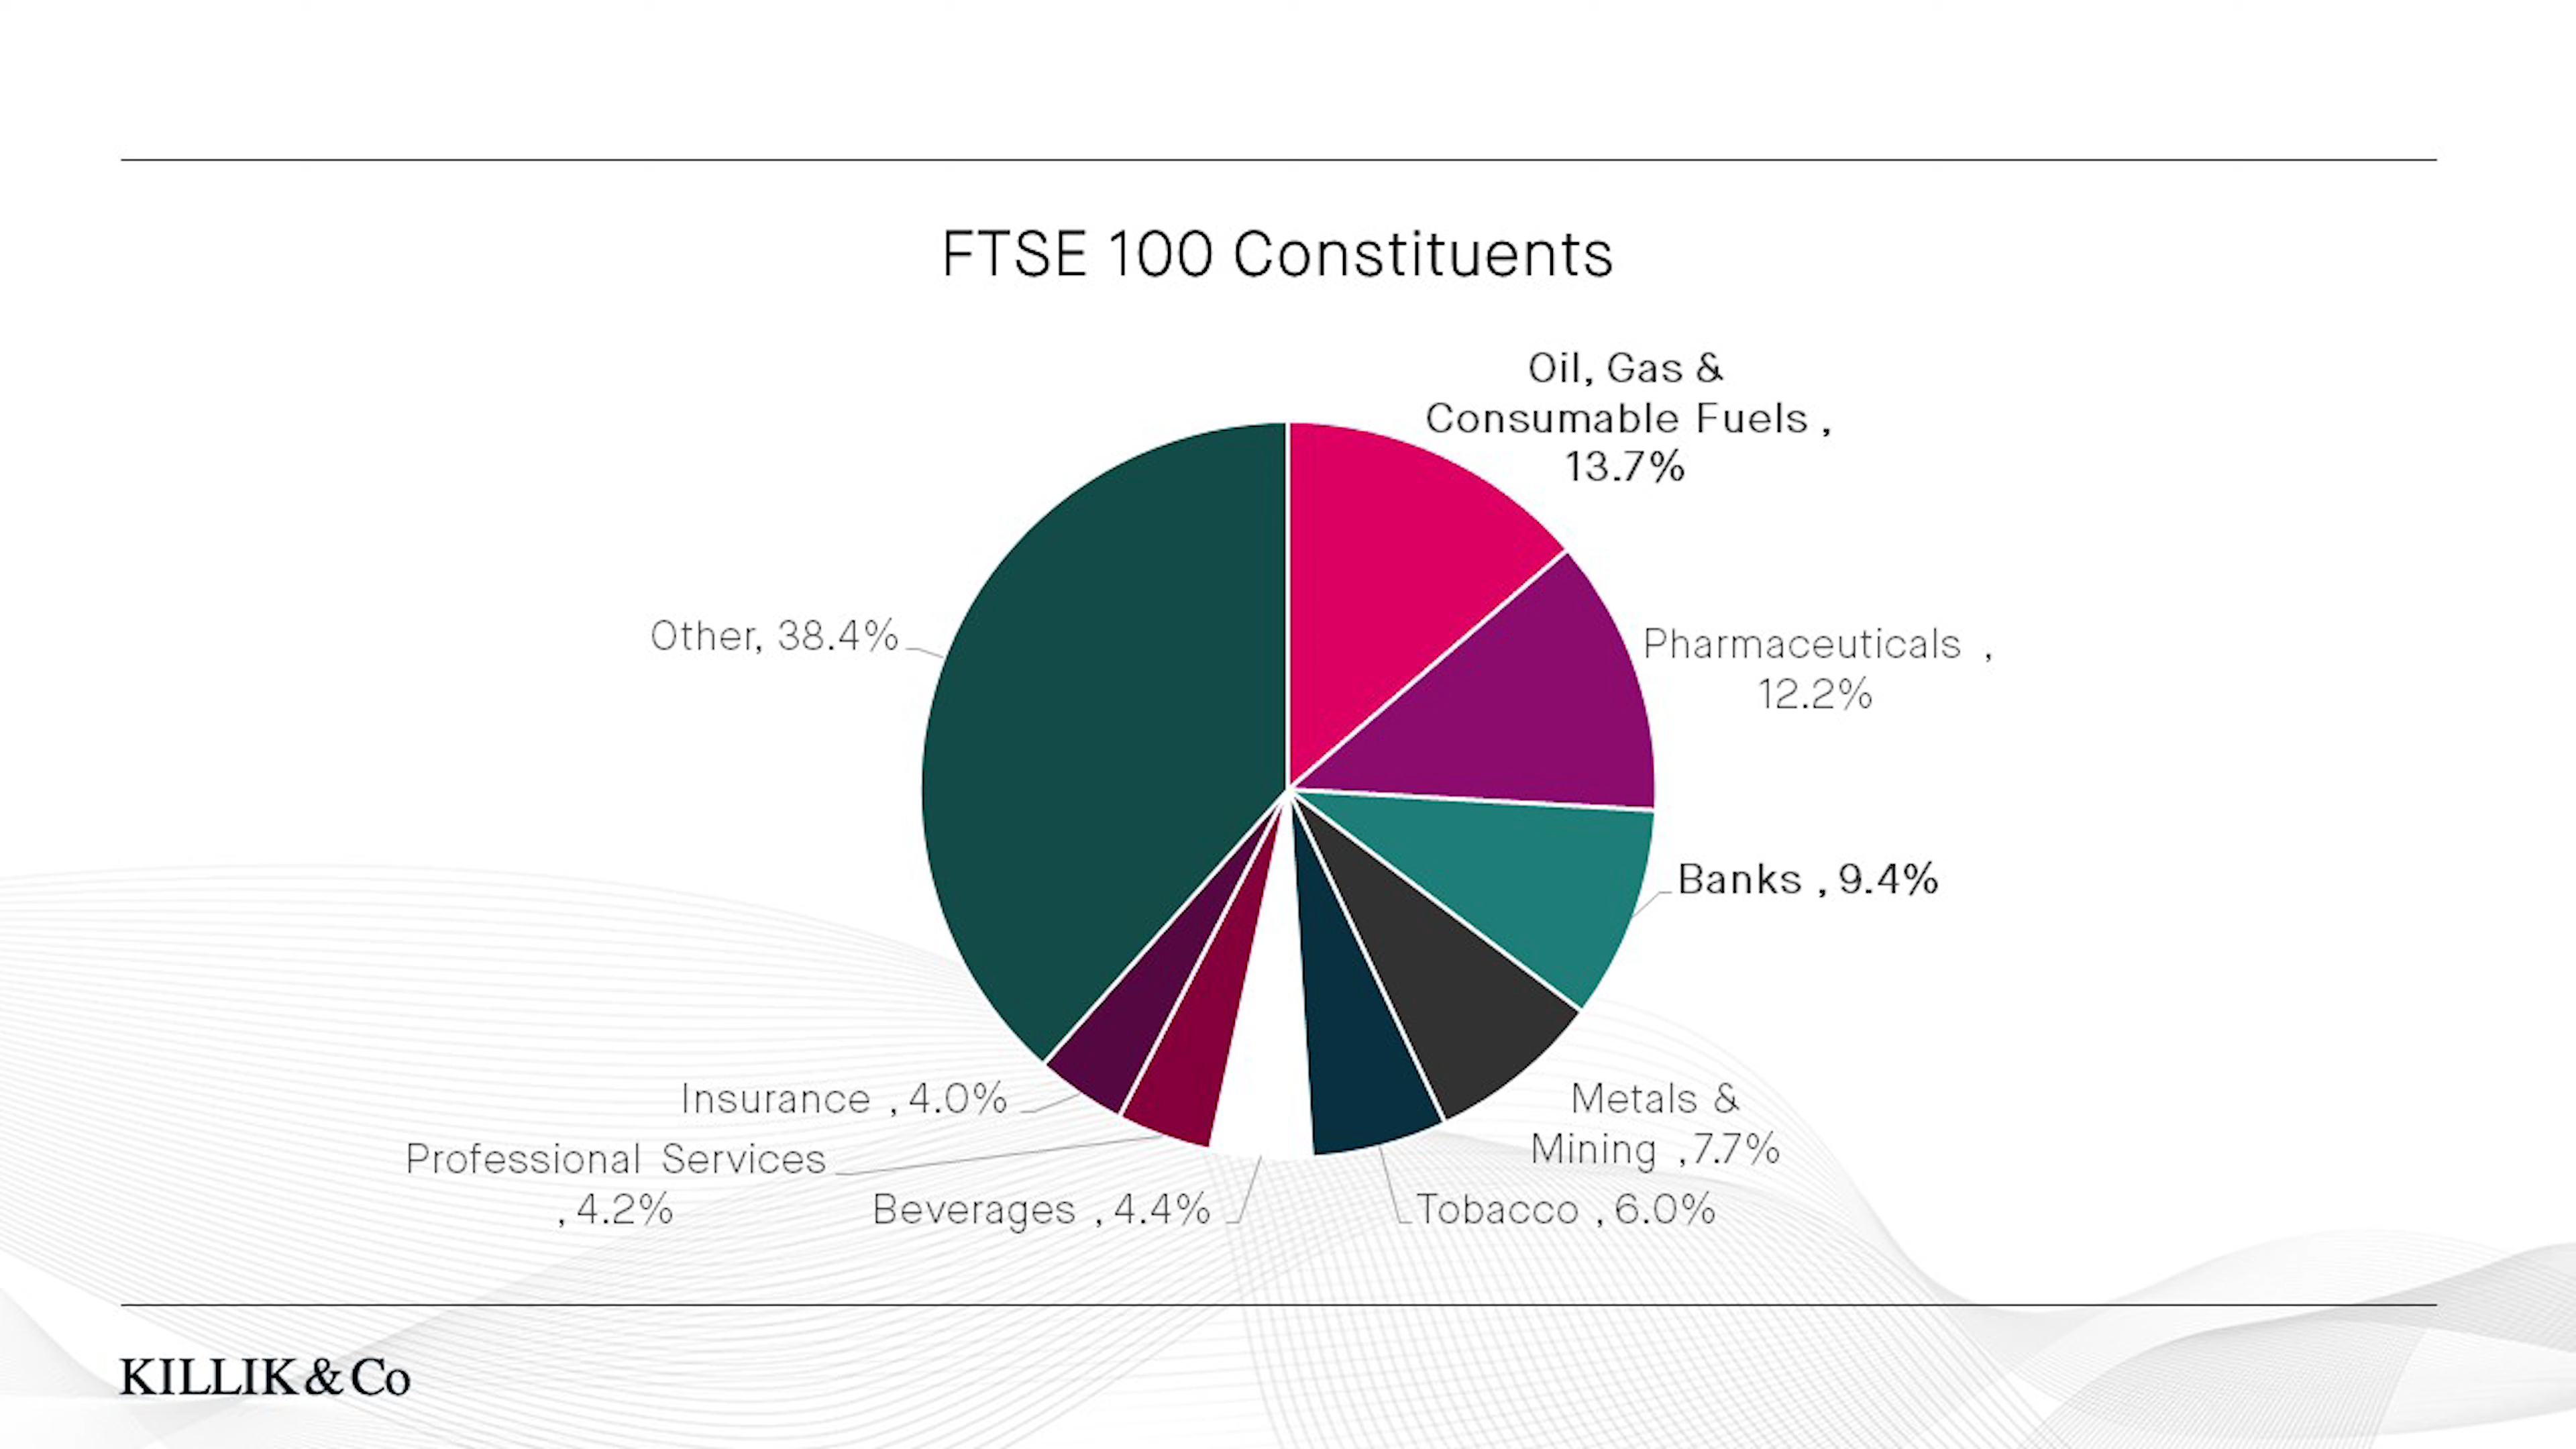 FTSE 100 Constituents
Oil, Gas &
Consumable Fuels ,
13.7%
Other, 38.4%
Pharmaceuticals ,
12.2%
Banks , 9.4%
Insurance , 4.0%
Metals &
Mining , 7.7%
Professional Services
, 4.2%
Beverages , 4.4%
Tobacco , 6.0%
KILLIK & Co